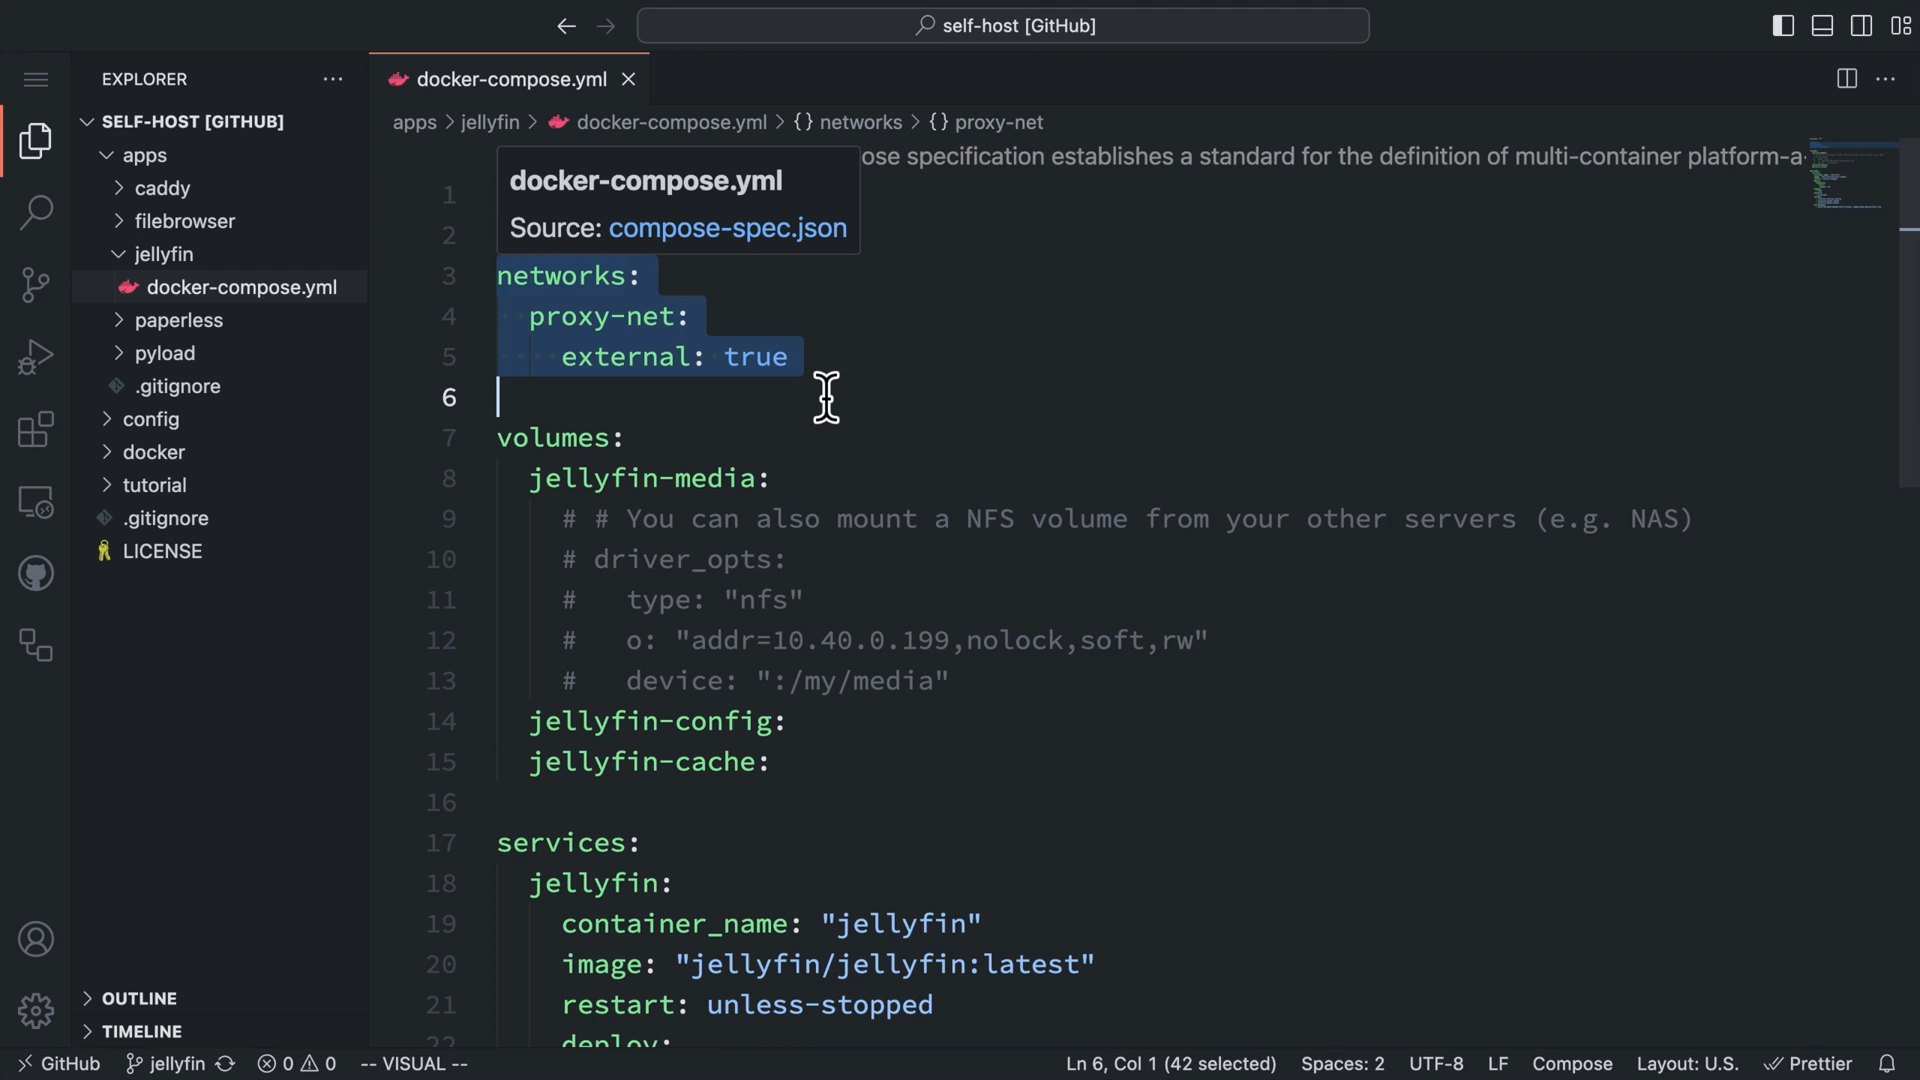 self-host [GitHub]
EXPLORER
SELF-HOST [GITHUB]
apps
caddy
filebrowser
jellyfin
docker-compose.yml
paperless
pyload
.gitignore
config
docker
tutorial
.gitignore
LICENSE
OUTLINE
TIMELINE
docker-compose.yml
apps > jellyfin > docker-compose.yml > {} networks > {} proxy-net
ose specification establishes a standard for the definition of multi-container platform-a
docker-compose.yml
Source: compose-spec.json
1
2
3 networks:
4 proxy-net:
5 external: true
6
7 volumes:
8 jellyfin-media:
9 # # You can also mount a NFS volume from your other servers (e.g. NAS)
10 # driver_opts:
11 # type: "nfs"
12 # o: "addr=10.40.0.199,nolock,soft,rw"
13 # device: ":/my/media"
14 jellyfin-config:
15 jellyfin-cache:
16
17 services:
18 jellyfin:
19 container_name: "jellyfin"
20 image: "jellyfin/jellyfin:latest"
21 restart: unless-stopped
22 deploy:
GitHub jellyfin 0 0 -- VISUAL -- Ln 6, Col 1 (42 selected) Spaces: 2 UTF-8 LF Compose Layout: U.S. Prettier